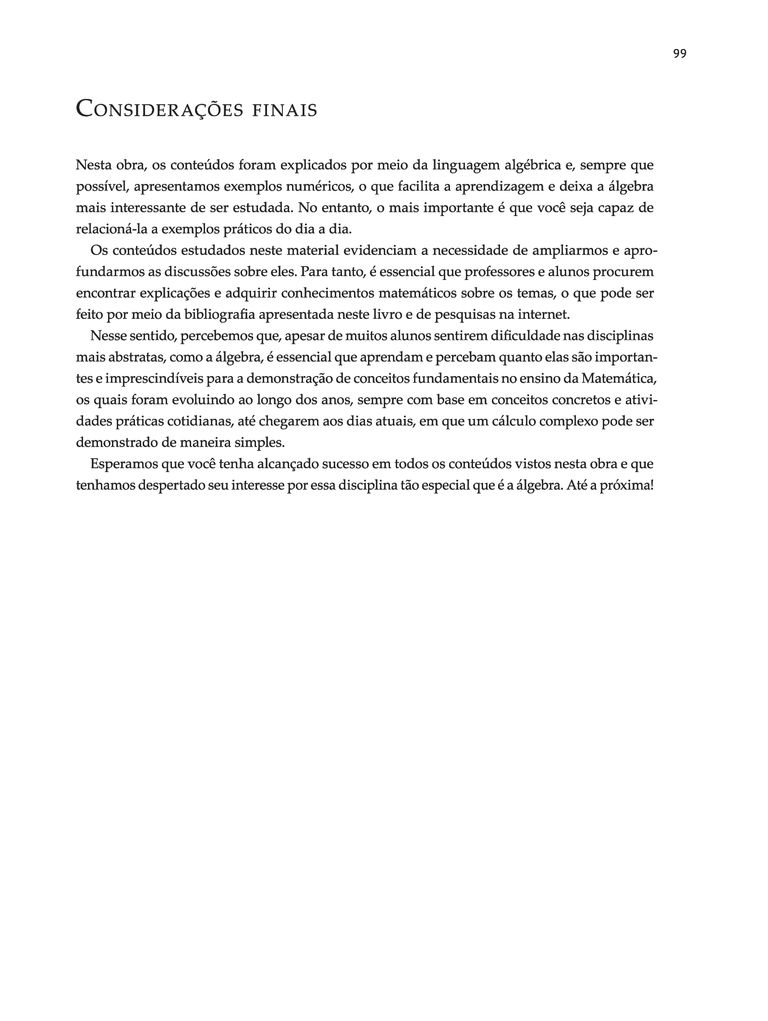 99
Considerações finais
Nesta obra, os conteúdos foram explicados por meio da linguagem algébrica e, sempre que
possível, apresentamos exemplos numéricos, o que facilita a aprendizagem e deixa a álgebra
mais interessante de ser estudada. No entanto, o mais importante é que você seja capaz de
relacioná-la a exemplos práticos do dia a dia.
Os conteúdos estudados neste material evidenciam a necessidade de ampliarmos e apro-
fundarmos as discussões sobre eles. Para tanto, é essencial que professores e alunos procurem
encontrar explicações e adquirir conhecimentos matemáticos sobre os temas, o que pode ser
feito por meio da bibliografia apresentada neste livro e de pesquisas na internet.
Nesse sentido, percebemos que, apesar de muitos alunos sentirem dificuldade nas disciplinas
mais abstratas, como a álgebra, é essencial que aprendam e percebam quanto elas são importan-
tes e imprescindíveis para a demonstração de conceitos fundamentais no ensino da Matemática,
os quais foram evoluindo ao longo dos anos, sempre com base em conceitos concretos e ativi-
dades práticas cotidianas, até chegarem aos dias atuais, em que um cálculo complexo pode ser
demonstrado de maneira simples.
Esperamos que você tenha alcançado sucesso em todos os conteúdos vistos nesta obra e que
tenhamos despertado seu interesse por essa disciplina tão especial que é a álgebra. Até a próxima!